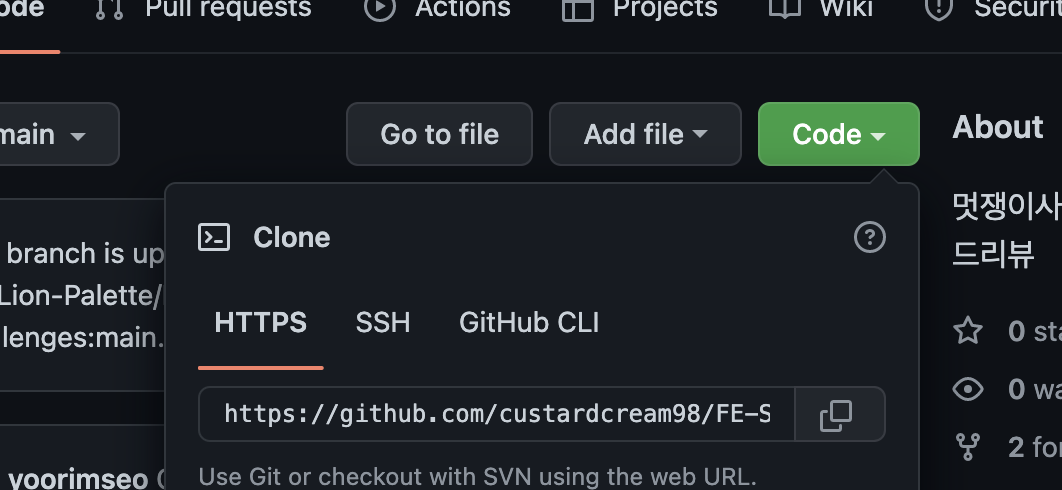 ode Pull requests Actions Projects Wiki Securit
main Go to file Add file Code About
멋쟁이사
드리뷰
branch is up
Lion-Palette/
lenges:main.
Clone
HTTPS SSH GitHub CLI
https://github.com/custardcream98/FE-S
Use Git or checkout with SVN using the web URL.
yoorimseo
0 sta
0 wa
2 for